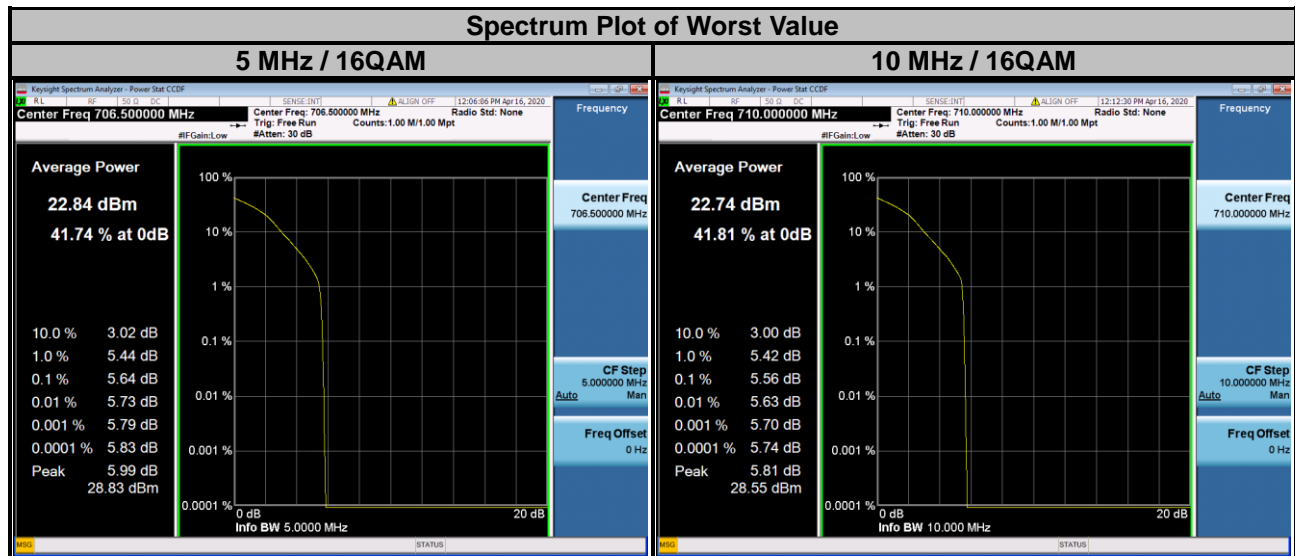 Spectrum Plot of Worst Value
5 MHz / 16QAM
10 MHz / 16QAM
Keysight Spectrum Analyzer - Power Stat CCDF
RL RF 50 Ω DC SENSE:INT ALIGN OFF 12:06:06 PM Apr 16, 2020
Center Freq 706.500000 MHz
Center Freq: 706.500000 MHz Radio Std: None
Trig: Free Run Counts:1.00 M/1.00 Mpt
#IFGain:Low #Atten: 30 dB
Frequency
Average Power
22.84 dBm
41.74 % at 0dB
10.0 % 3.02 dB
1.0 % 5.44 dB
0.1 % 5.64 dB
0.01 % 5.73 dB
0.001 % 5.79 dB
0.0001 % 5.83 dB
Peak 5.99 dB
28.83 dBm
100 %
10 %
1 %
0.1 %
0.01 %
0.001 %
0.0001 %
0 dB 20 dB
Info BW 5.0000 MHz
Center Freq
706.500000 MHz
CF Step
5.000000 MHz
Auto Man
Freq Offset
0 Hz
MSG STATUS
Keysight Spectrum Analyzer - Power Stat CCDF
RL RF 50 Ω DC SENSE:INT ALIGN OFF 12:12:30 PM Apr 16, 2020
Center Freq 710.000000 MHz
Center Freq: 710.000000 MHz Radio Std: None
Trig: Free Run Counts:1.00 M/1.00 Mpt
#IFGain:Low #Atten: 30 dB
Frequency
Average Power
22.74 dBm
41.81 % at 0dB
10.0 % 3.00 dB
1.0 % 5.42 dB
0.1 % 5.56 dB
0.01 % 5.63 dB
0.001 % 5.70 dB
0.0001 % 5.74 dB
Peak 5.81 dB
28.55 dBm
100 %
10 %
1 %
0.1 %
0.01 %
0.001 %
0.0001 %
0 dB 20 dB
Info BW 10.000 MHz
Center Freq
710.000000 MHz
CF Step
10.000000 MHz
Auto Man
Freq Offset
0 Hz
MSG STATUS